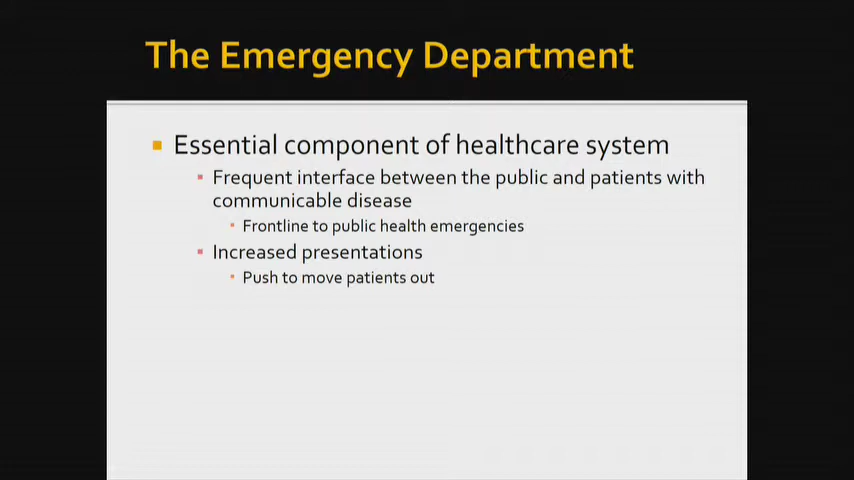 The Emergency Department
Essential component of healthcare system
Frequent interface between the public and patients with
communicable disease
Frontline to public health emergencies
Increased presentations
Push to move patients out